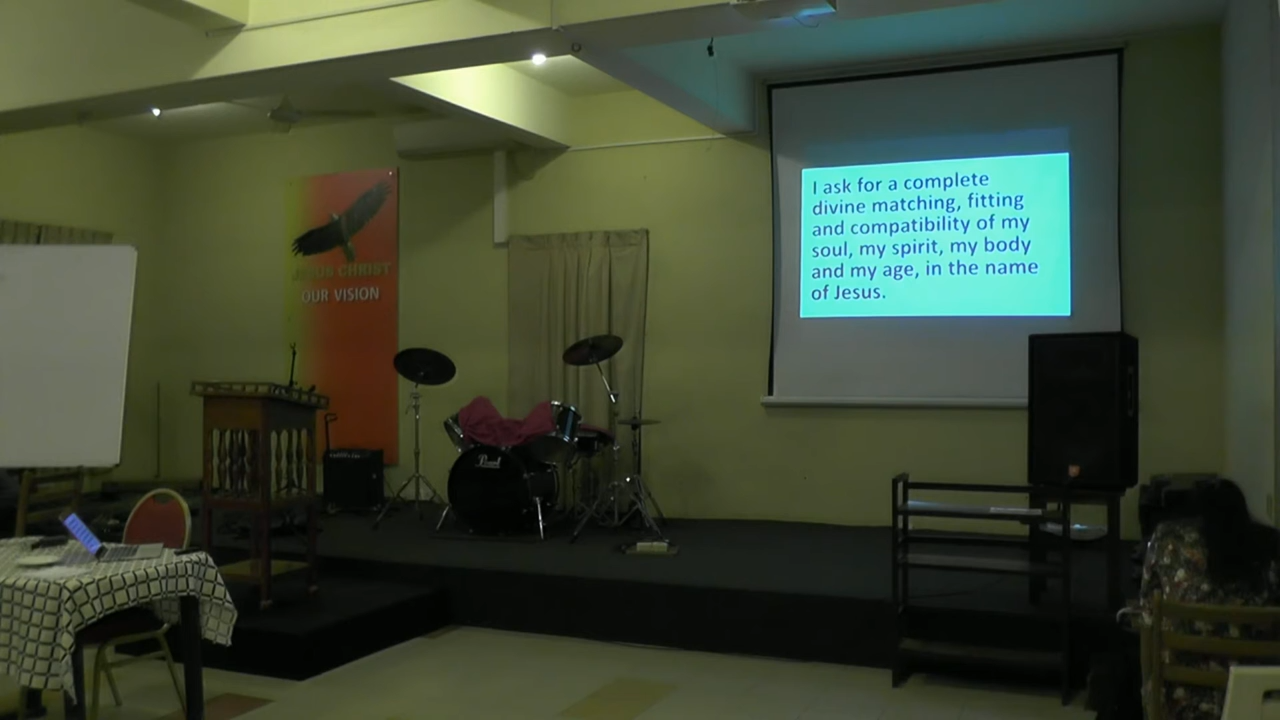 I ask for a complete
divine matching, fitting
and compatibility of my
soul, my spirit, my body
and my age, in the name
of Jesus.
JESUS CHRIST
OUR VISION
Pearl